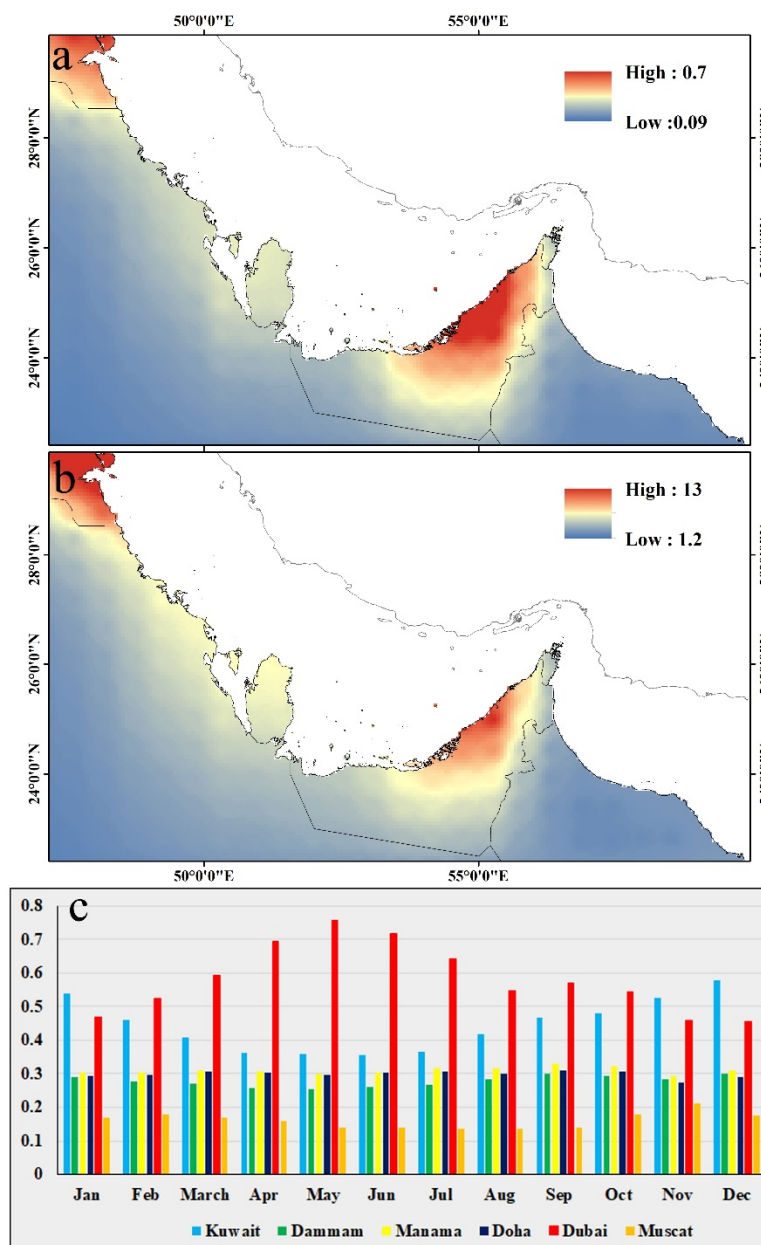 50°0'0"E 55°0'0"E
a
High : 0.7
Low :0.09
28°0'0"N
26°0'0"N
24°0'0"N
b
High : 13
Low : 1.2
28°0'0"N
26°0'0"N
24°0'0"N
50°0'0"E 55°0'0"E
c
0.8
0.7
0.6
0.5
0.4
0.3
0.2
0.1
0
Jan Feb March Apr May Jun Jul Aug Sep Oct Nov Dec
Kuwait Dammam Manama Doha Dubai Muscat